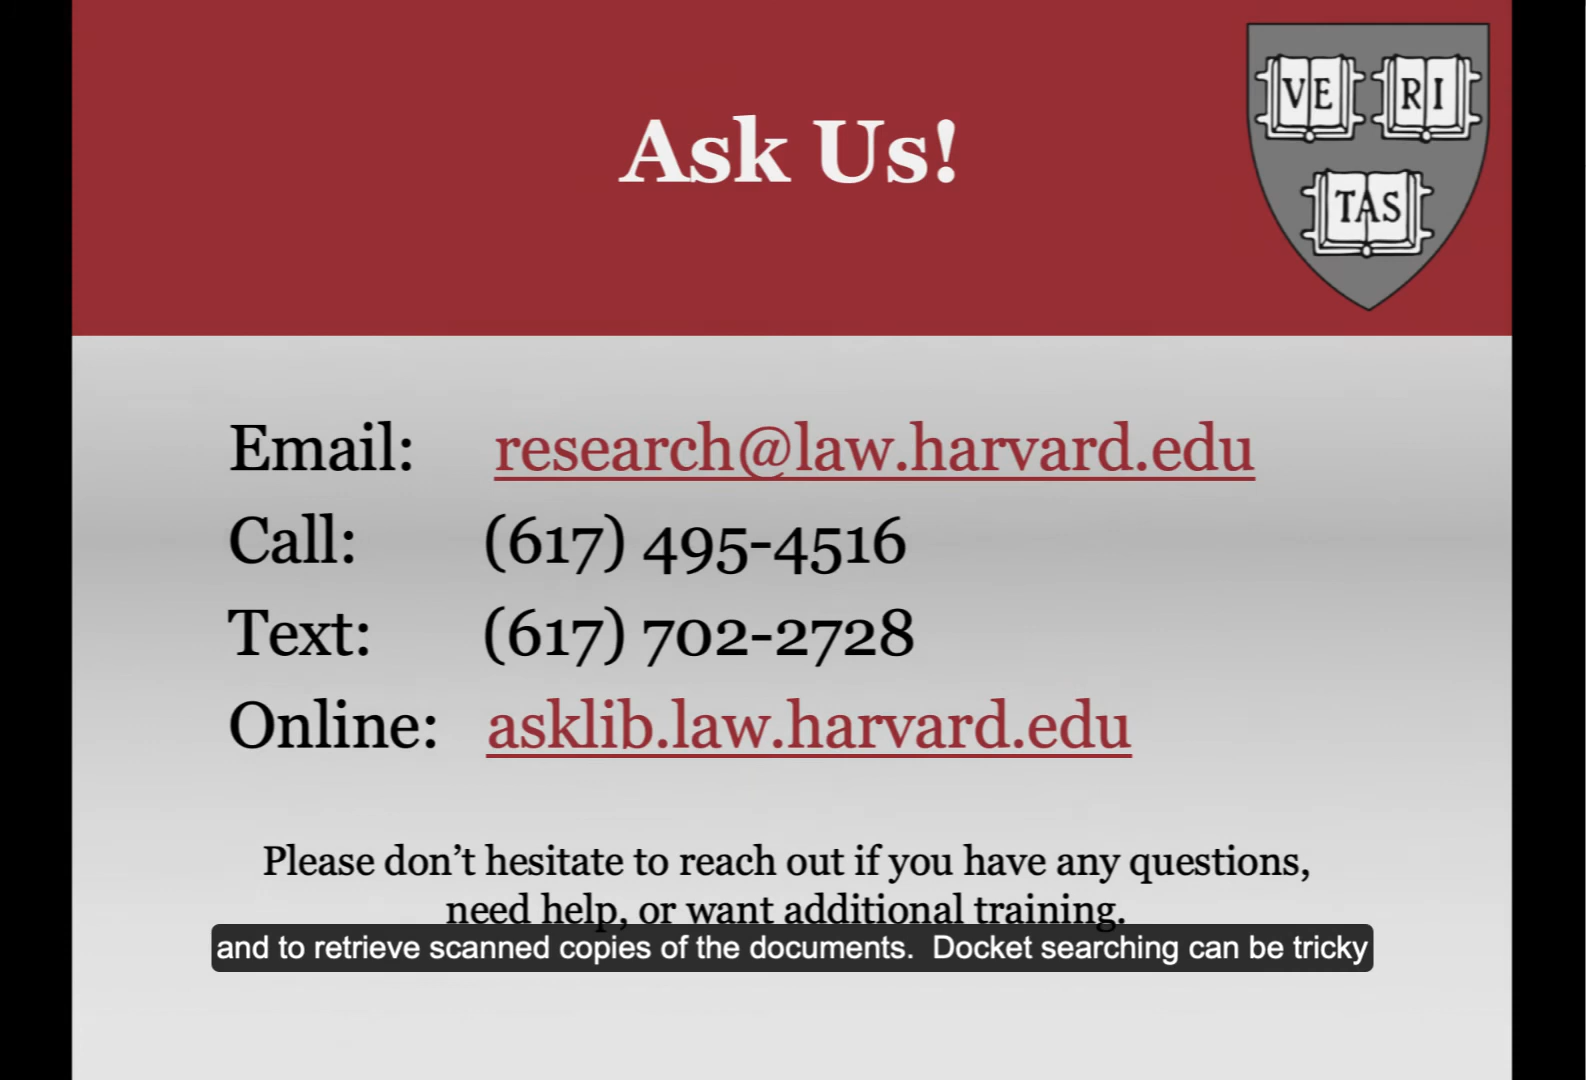 Ask Us!
VE RI
TAS
Email: research@law.harvard.edu
Call: (617) 495-4516
Text: (617) 702-2728
Online: asklib.law.harvard.edu
Please don’t hesitate to reach out if you have any questions,
need help, or want additional training.
and to retrieve scanned copies of the documents.  Docket searching can be tricky